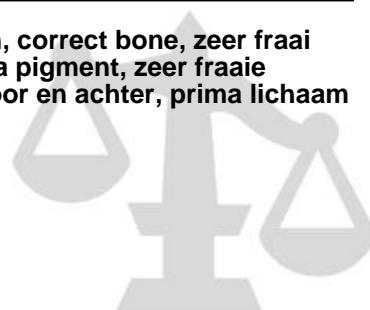 , correct bone, zeer fraai
a pigment, zeer fraaie
oor en achter, prima lichaam